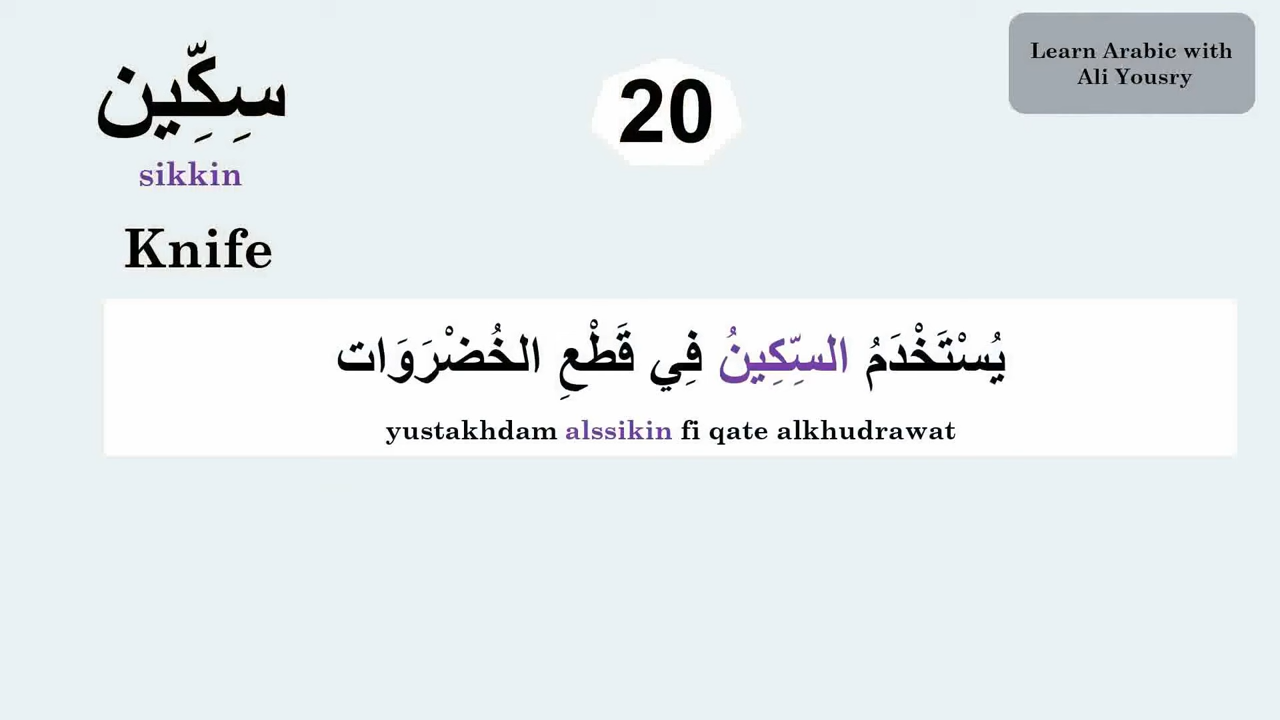 سِكِّين
sikkin
Knife
20
Learn Arabic with
Ali Yousry
يُسْتَخْدَمُ السِّكِينُ فِي قَطْعِ الخُضْرَوَات
yustakhdam alssikin fi qate alkhudrawat